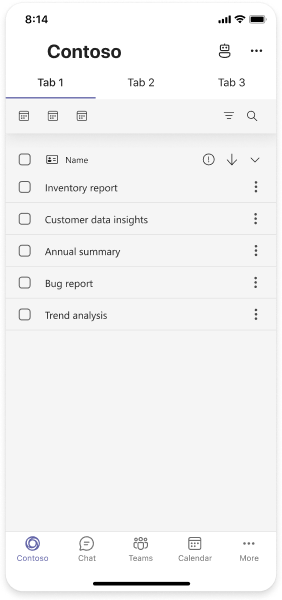 8:14
Contoso
Tab 1 Tab 2 Tab 3
Name
Inventory report
Customer data insights
Annual summary
Bug report
Trend analysis
Contoso Chat Teams Calendar More